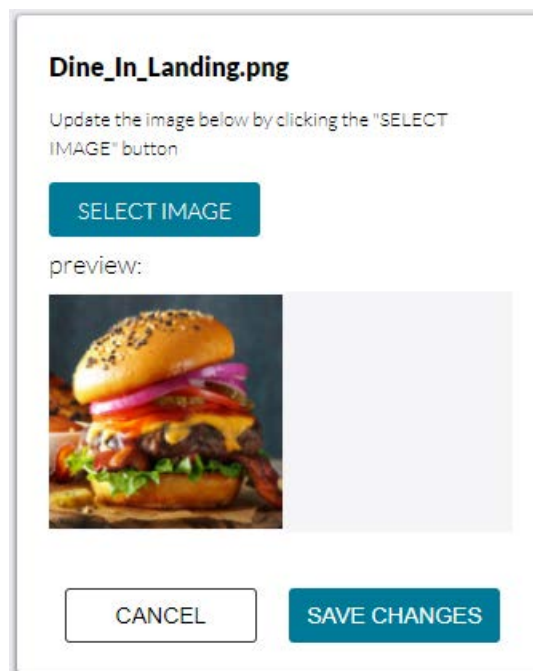 Dine_In_Landing.png
Update the image below by clicking the "SELECT
IMAGE" button
SELECT IMAGE
preview:
CANCEL
SAVE CHANGES